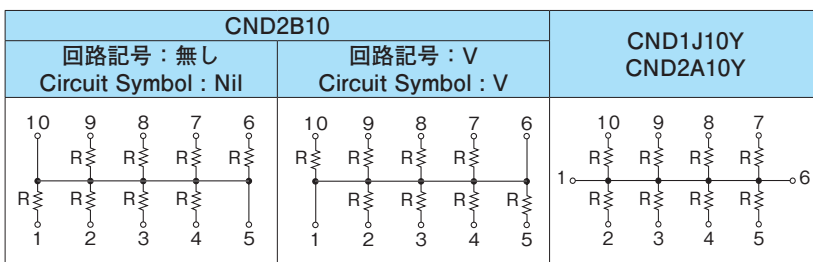 CND2B10
回路記号：無し
Circuit Symbol : Nil
回路記号：V
Circuit Symbol : V
CND1J10Y
CND2A10Y
10 9 8 7 6
R R R R
R R R R
1 2 3 4 5
10 9 8 7 6
R R R R
R R R R
1 2 3 4 5
10 9 8 7
R R R R
1 6
R R R R
2 3 4 5